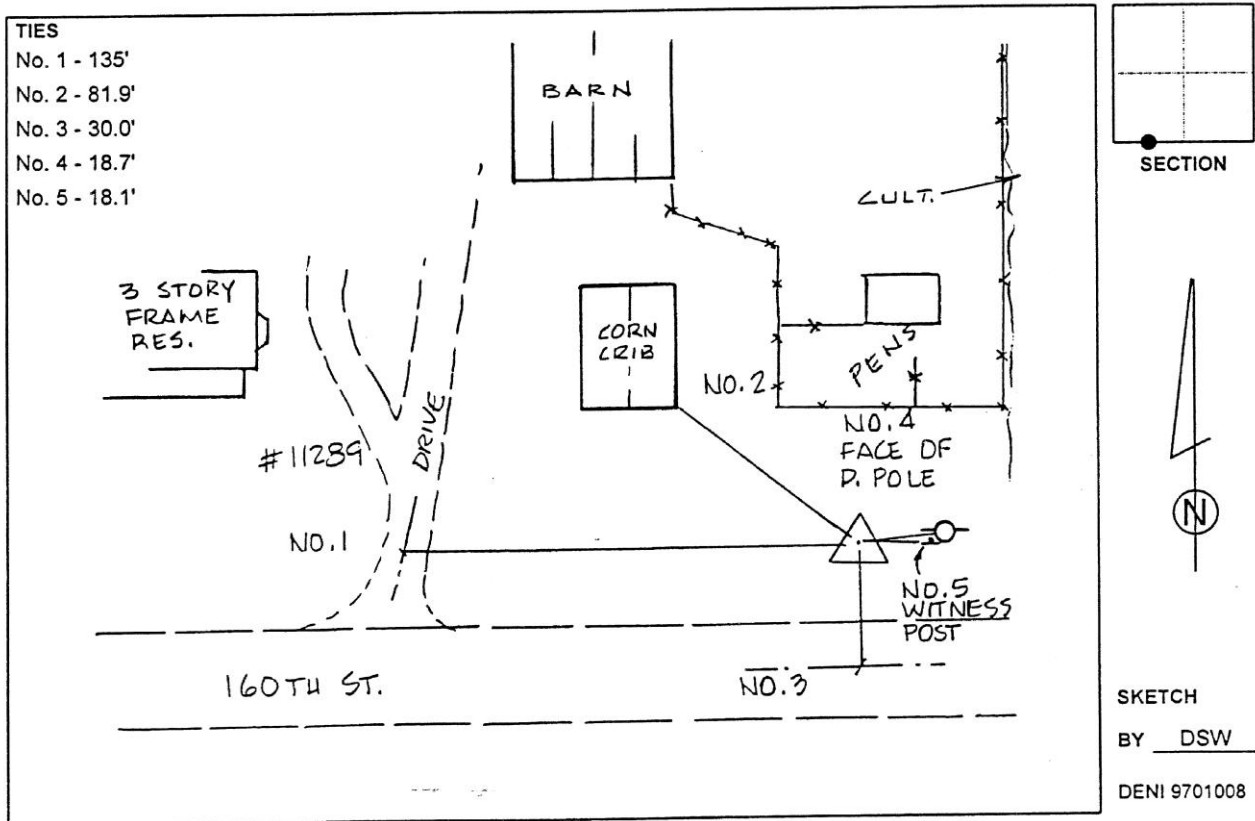 TIES
No. 1 - 135'
No. 2 - 81.9'
No. 3 - 30.0'
No. 4 - 18.7'
No. 5 - 18.1'
BARN
CULT.
SECTION
3 STORY
FRAME
RES.
CORN
CRIB
NO.2
PENS
NO.4
FACE OF
P. POLE
#11289
DRIVE
NO.1
N
NO.5
WITNESS
POST
160TH ST.
NO.3
SKETCH
BY DSW
DENI 9701008